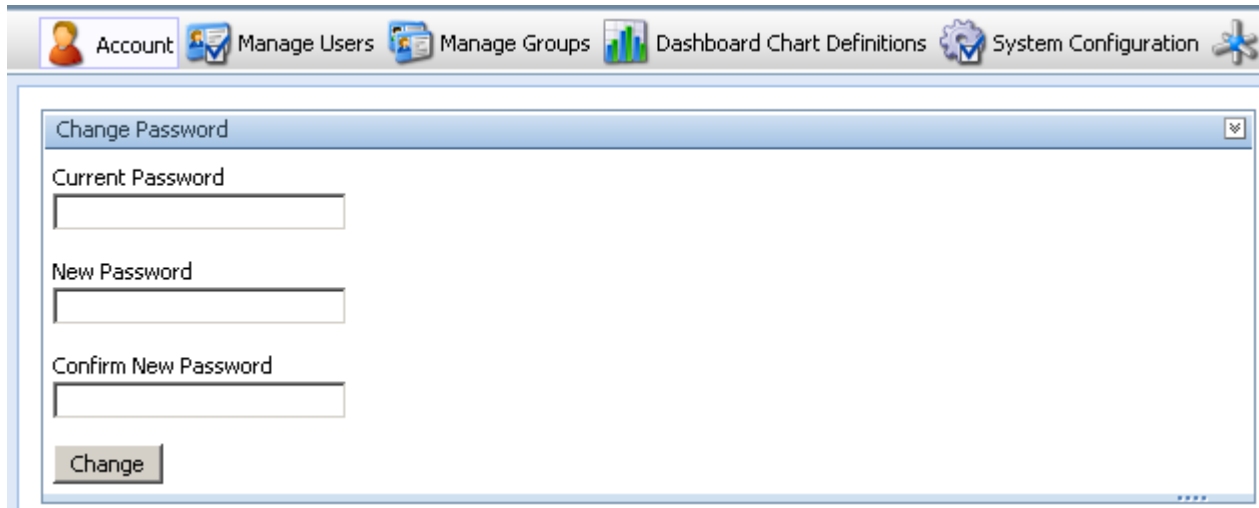 Account Manage Users Manage Groups Dashboard Chart Definitions System Configuration
Change Password
Current Password
New Password
Confirm New Password
Change